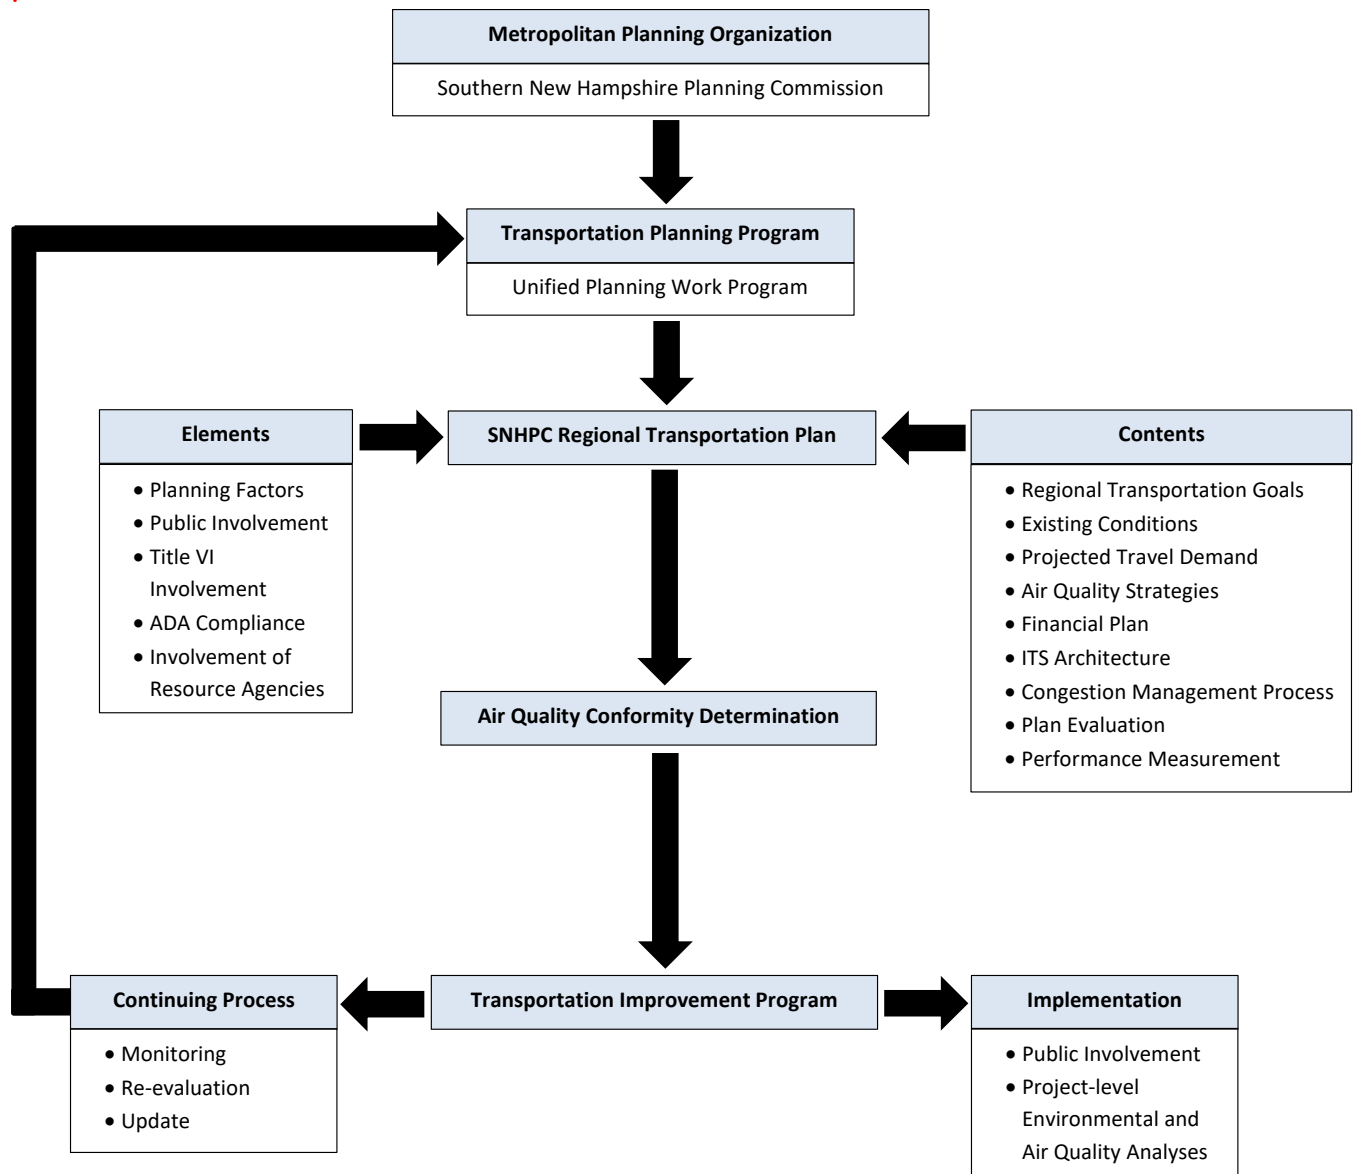 Metropolitan Planning Organization
Southern New Hampshire Planning Commission
Transportation Planning Program
Unified Planning Work Program
Elements
• Planning Factors
• Public Involvement
• Title VI
Involvement
• ADA Compliance
• Involvement of
Resource Agencies
SNHPC Regional Transportation Plan
Contents
• Regional Transportation Goals
• Existing Conditions
• Projected Travel Demand
• Air Quality Strategies
• Financial Plan
• ITS Architecture
• Congestion Management Process
• Plan Evaluation
• Performance Measurement
Air Quality Conformity Determination
Continuing Process
• Monitoring
• Re-evaluation
• Update
Transportation Improvement Program
Implementation
• Public Involvement
• Project-level
Environmental and
Air Quality Analyses